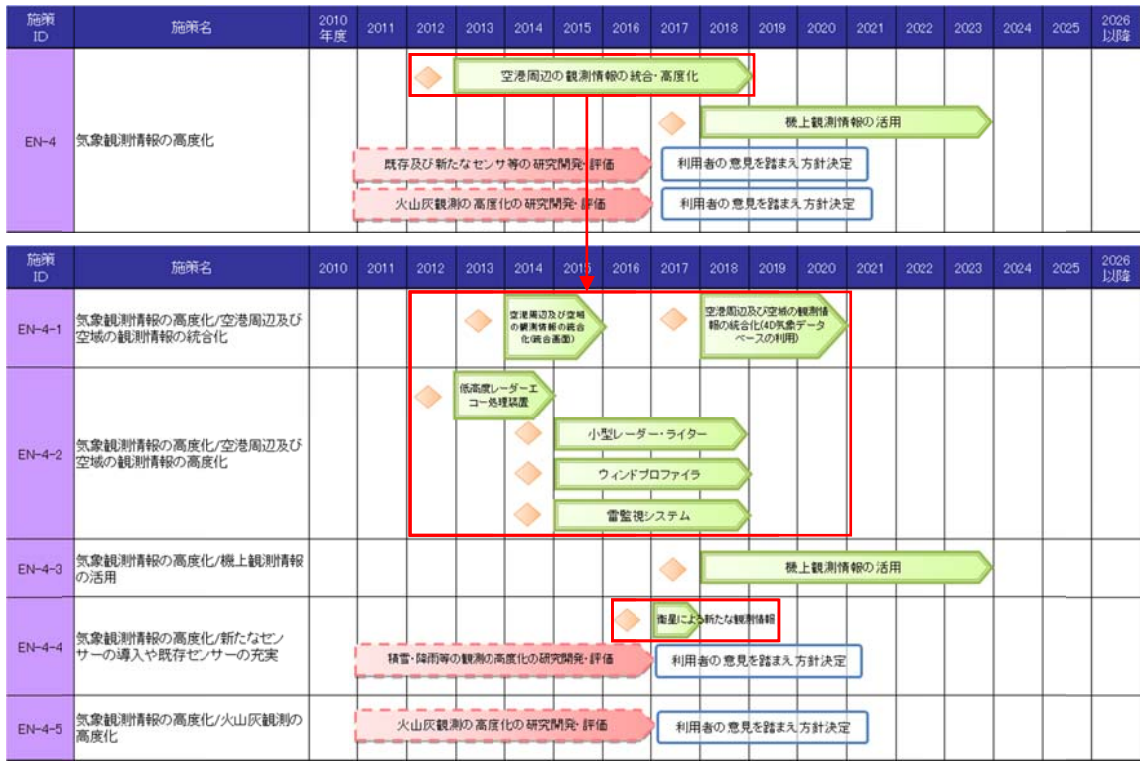 施策
ID
施策名
2010
年度
2011
2012
2013
2014
2015
2016
2017
2018
2019
2020
2021
2022
2023
2024
2025
2026
以降
EN-4
気象観測情報の高度化
空港周辺の観測情報の統合・高度化
機上観測情報の活用
既存及び新たなセンサ等の研究開発・評価
利用者の意見を踏まえ方針決定
火山灰観測の高度化の研究開発・評価
利用者の意見を踏まえ方針決定
施策
ID
施策名
2010
2011
2012
2013
2014
2015
2016
2017
2018
2019
2020
2021
2022
2023
2024
2025
2026
以降
EN-4-1
気象観測情報の高度化/空港周辺及び
空域の観測情報の統合化
空港周辺及び空域
の観測情報の統合
化(統合画面)
空港周辺及び空域の観測情
報の統合化(4D気象データ
ベースの利用)
EN-4-2
気象観測情報の高度化/空港周辺及び
空域の観測情報の高度化
低高度レーダーエ
コー処理装置
小型レーダー・ライダー
ウィンドプロファイラ
雷監視システム
EN-4-3
気象観測情報の高度化/機上観測情報
の活用
機上観測情報の活用
EN-4-4
気象観測情報の高度化/新たなセン
サーの導入や既存センサーの充実
衛星による新たな観測情報
積雪・降雨等の観測の高度化の研究開発・評価
利用者の意見を踏まえ方針決定
EN-4-5
気象観測情報の高度化/火山灰観測の
高度化
火山灰観測の高度化の研究開発・評価
利用者の意見を踏まえ方針決定